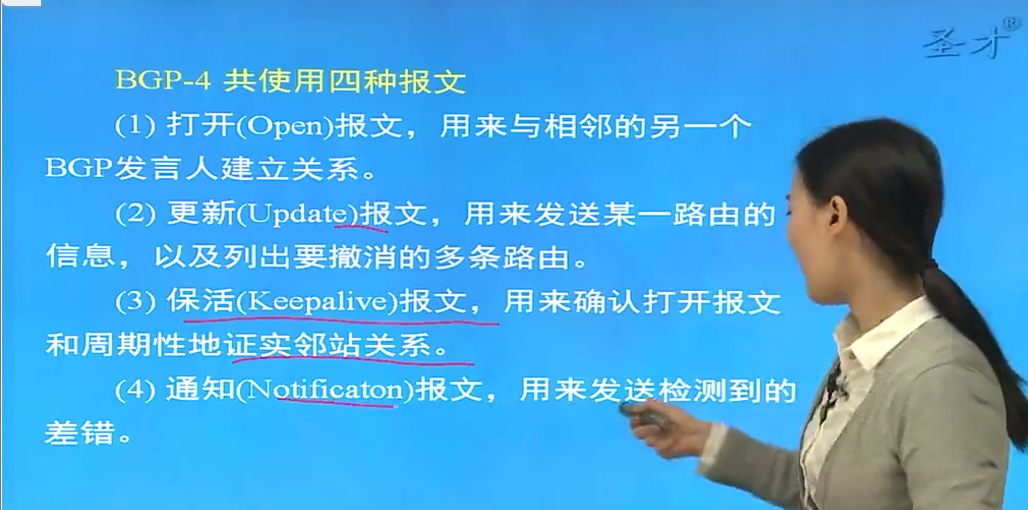 圣才®
BGP-4 共使用四种报文
(1) 打开(Open)报文，用来与相邻的另一个
BGP发言人建立关系。
(2) 更新(Update)报文，用来发送某一路由的
信息，以及列出要撤消的多条路由。
(3) 保活(Keepalive)报文，用来确认打开报文
和周期性地证实邻站关系。
(4) 通知(Notificaton)报文，用来发送检测到的
差错。